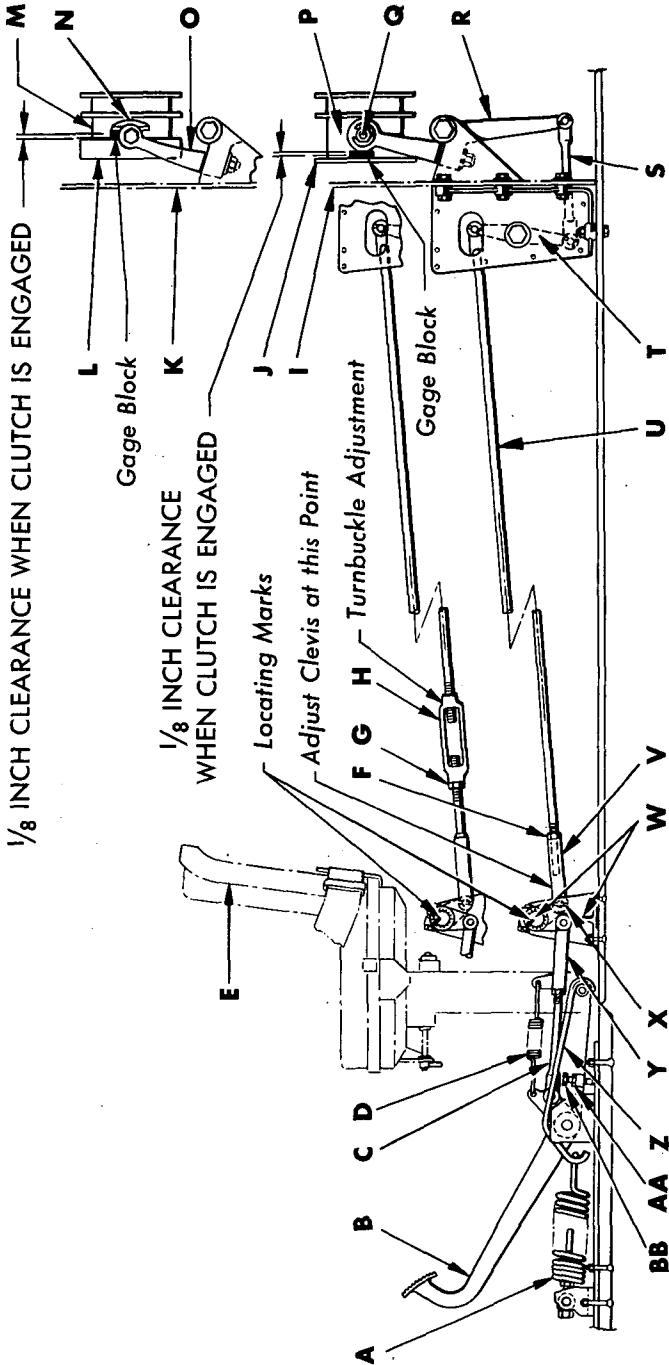 ⅛ INCH CLEARANCE WHEN CLUTCH IS ENGAGED
M
N
O
L
Gage Block
K
⅛ INCH CLEARANCE
WHEN CLUTCH IS ENGAGED
P
Q
R
J
I
Gage Block
S
T
U
Locating Marks
Adjust Clevis at this Point
Turnbuckle Adjustment
F
G
H
E
V
W
X
Y
D
C
B
A
Z
AA
BB